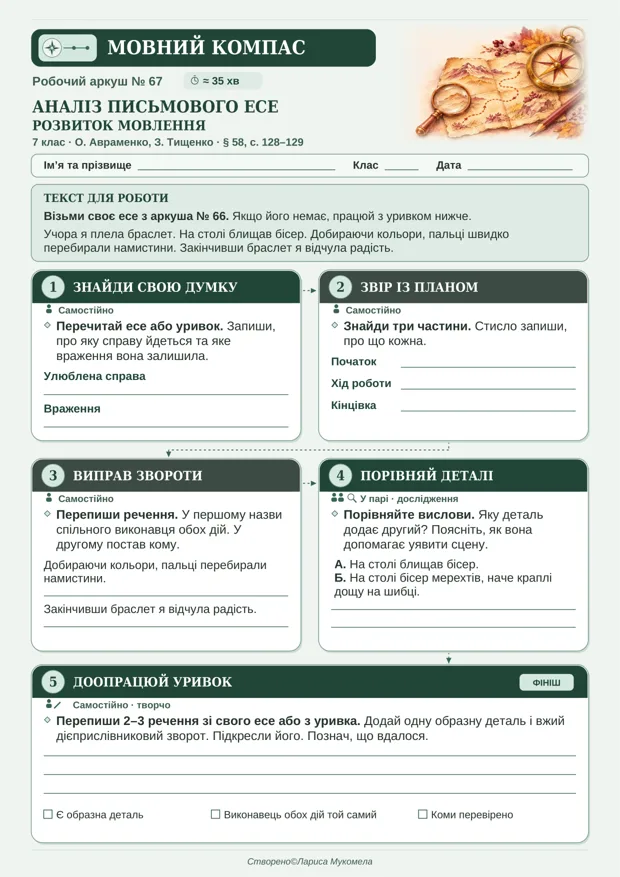 МОВНИЙ КОМПАС
Робочий аркуш № 67
≈ 35 хв
АНАЛІЗ ПИСЬМОВОГО ЕСЕ
РОЗВИТОК МОВЛЕННЯ
7 клас · О. Авраменко, З. Тищенко · § 58, с. 128–129
Ім’я та прізвище Клас Дата
ТЕКСТ ДЛЯ РОБОТИ
Візьми своє есе з аркуша № 66. Якщо його немає, працюй з уривком нижче.
Учора я плела браслет. На столі блищав бісер. Добираючи кольори, пальці швидко
перебирали намистини. Закінчивши браслет я відчула радість.
1 ЗНАЙДИ СВОЮ ДУМКУ
Самостійно
Перечитай есе або уривок. Запиши,
про яку справу йдеться та яке
враження вона залишила.
Улюблена справа
Враження
2 ЗВІР ІЗ ПЛАНОМ
Самостійно
Знайди три частини. Стисло запиши,
про що кожна.
Початок
Хід роботи
Кінцівка
3 ВИПРАВ ЗВОРОТИ
Самостійно
Перепиши речення. У першому назви
спільного виконавця обох дій. У
другому постав кому.
Добираючи кольори, пальці перебирали
намистини.
Закінчивши браслет я відчула радість.
4 ПОРІВНЯЙ ДЕТАЛІ
У парі · дослідження
Порівняйте вислови. Яку деталь
додає другий? Поясніть, як вона
допомагає уявити сцену.
А. На столі блищав бісер.
Б. На столі бісер мерехтів, наче краплі
дощу на шибці.
5 ДООПРАЦЮЙ УРИВОК
ФІНІШ
Самостійно · творчо
Перепиши 2–3 речення зі свого есе або з уривка. Додай одну образну деталь і вжий
дієприслівниковий зворот. Підкресли його. Познач, що вдалося.
Є образна деталь
Виконавець обох дій той самий
Коми перевірено
Створено©Лариса Мукомела